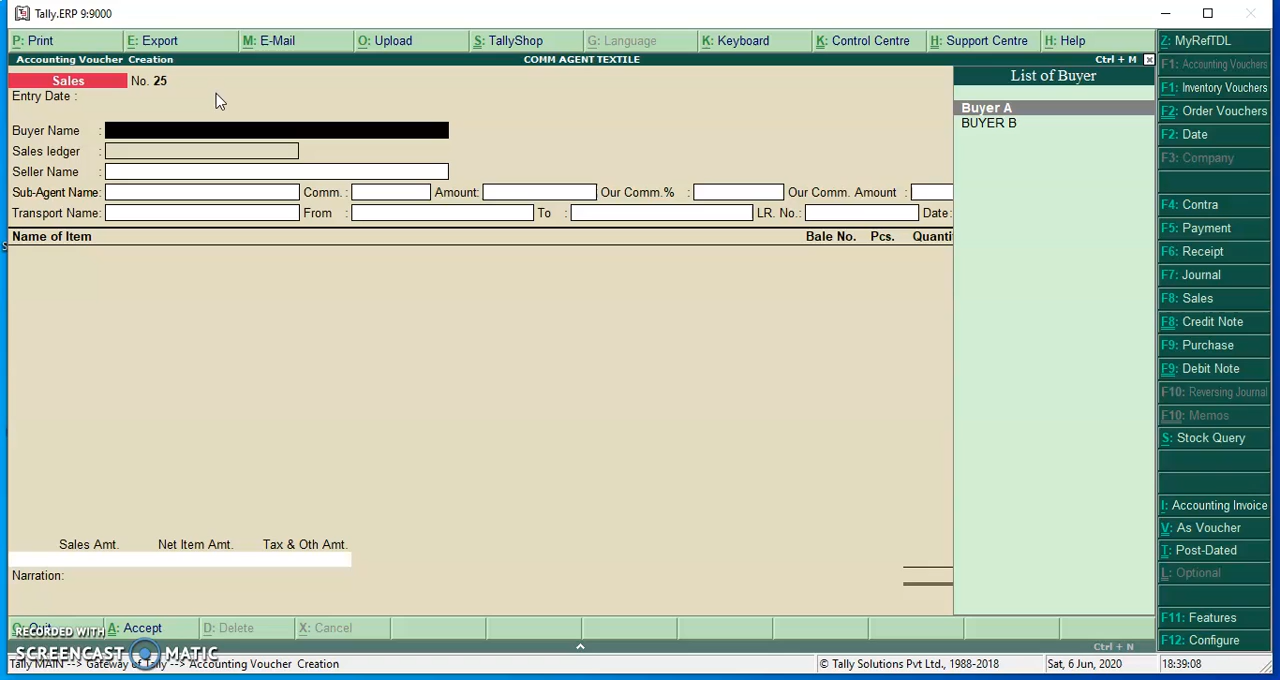 Tally.ERP 9:9000
P: Print E: Export M: E-Mail O: Upload S: TallyShop G: Language K: Keyboard K: Control Centre H: Support Centre H: Help
Accounting Voucher Creation COMM AGENT TEXTILE Ctrl + M
Sales No. 25
Entry Date :
Buyer Name :
Sales ledger :
Seller Name :
Sub-Agent Name: Comm. : Amount: Our Comm.% : Our Comm. Amount :
Transport Name: From : To : LR. No.: Date:
Name of Item Bale No. Pcs. Quanti
Sales Amt. Net Item Amt. Tax & Oth Amt.
Narration:
List of Buyer
Buyer A
BUYER B
Z: MyRefTDL
F1: Accounting Vouchers
F1: Inventory Vouchers
F2: Order Vouchers
F2: Date
F3: Company
F4: Contra
F5: Payment
F6: Receipt
F7: Journal
F8: Sales
F8: Credit Note
F9: Purchase
F9: Debit Note
F10: Reversing Journal
F10: Memos
S: Stock Query
I: Accounting Invoice
V: As Voucher
T: Post-Dated
L: Optional
F11: Features
F12: Configure
Q: Quit A: Accept D: Delete X: Cancel
RECORDED WITH
SCREENCAST MATIC
Ctrl + N
Tally MAIN --> Gateway of Tally --> Accounting Voucher Creation © Tally Solutions Pvt Ltd., 1988-2018 Sat, 6 Jun, 2020 18:39:08